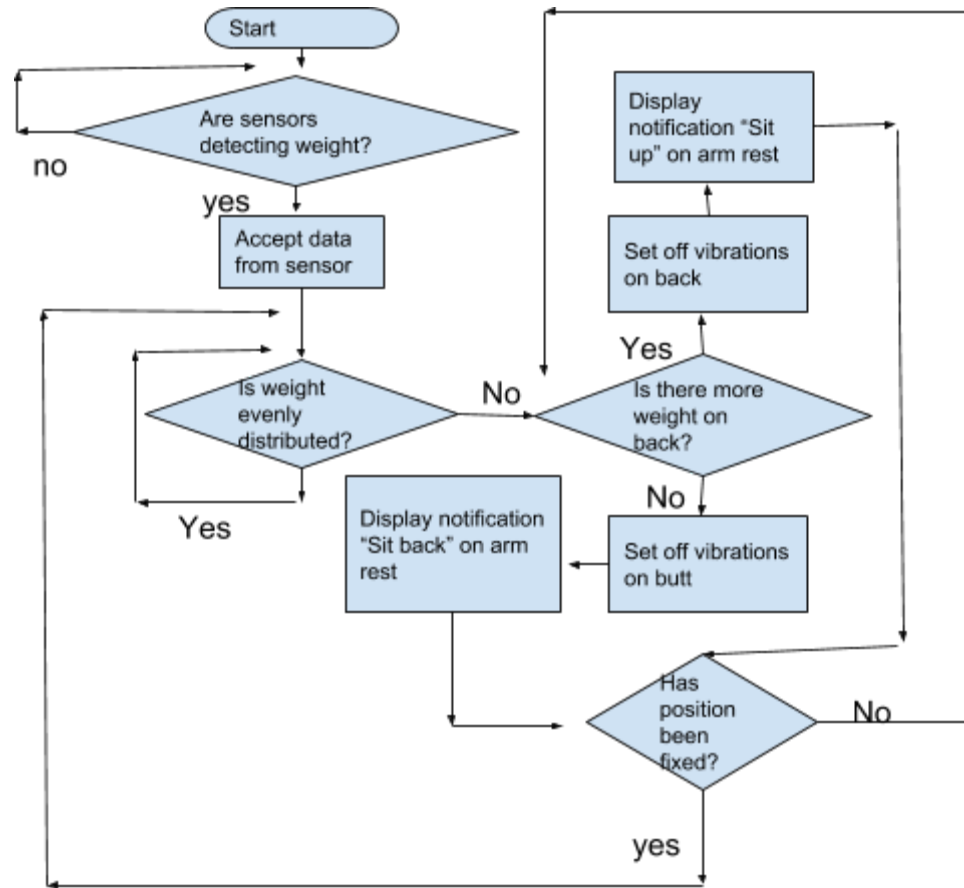 Start
Are sensors
detecting weight?
no
yes
Accept data
from sensor
Is weight
evenly
distributed?
Yes
No
Is there more
weight on
back?
Yes
Set off vibrations
on back
Display
notification “Sit
up” on arm rest
No
Set off vibrations
on butt
Display notification
“Sit back” on arm
rest
Has
position
been
fixed?
No
yes